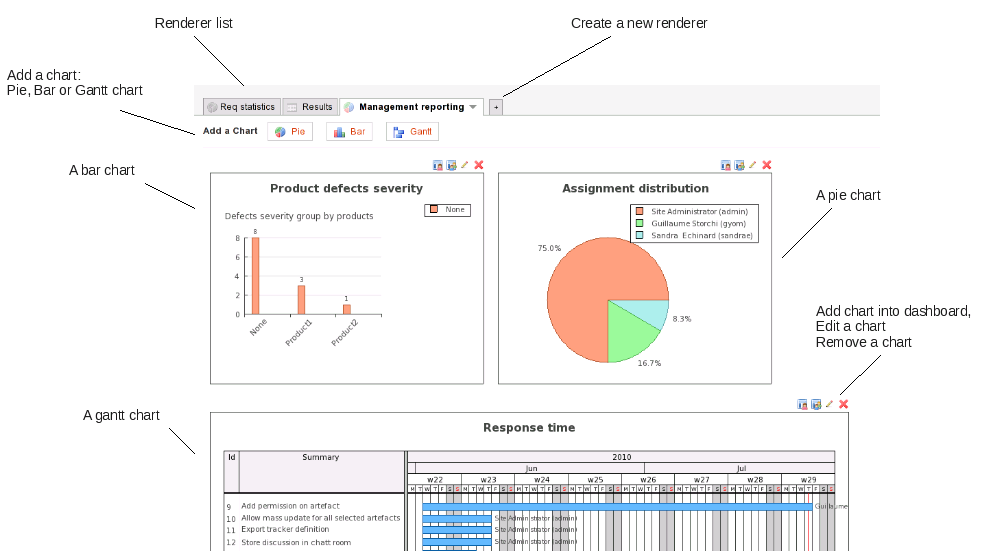 Renderer list
Create a new renderer
Add a chart:
Pie, Bar or Gantt chart
Req statistics
Results
Management reporting
+
Add a Chart
Pie
Bar
Gantt
A bar chart
Product defects severity
None
Defects severity group by products
8
8
6
4
2
0
3
1
None
Product1
Product2
Assignment distribution
Site Administrator (admin)
Guillaume Storchi (gyom)
Sandra Echinard (sandrae)
75.0%
8.3%
16.7%
A pie chart
Add chart into dashboard,
Edit a chart
Remove a chart
A gantt chart
Response time
Id Summary 2010
Jun Jul
w22 w23 w24 w25 w26 w27 w28 w29
M T W T F S S M T W T F S S M T W T F S S M T W T F S S M T W T F S S M T W T F S S M T W T F S S M T W T F S S
9 Add permission on artefact Guillaume
10 Allow mass update for all selected artefacts Site Administrator (admin)
11 Export tracker definition Site Administrator (admin)
12 Store discussion in chatt room Site Administrator (admin)